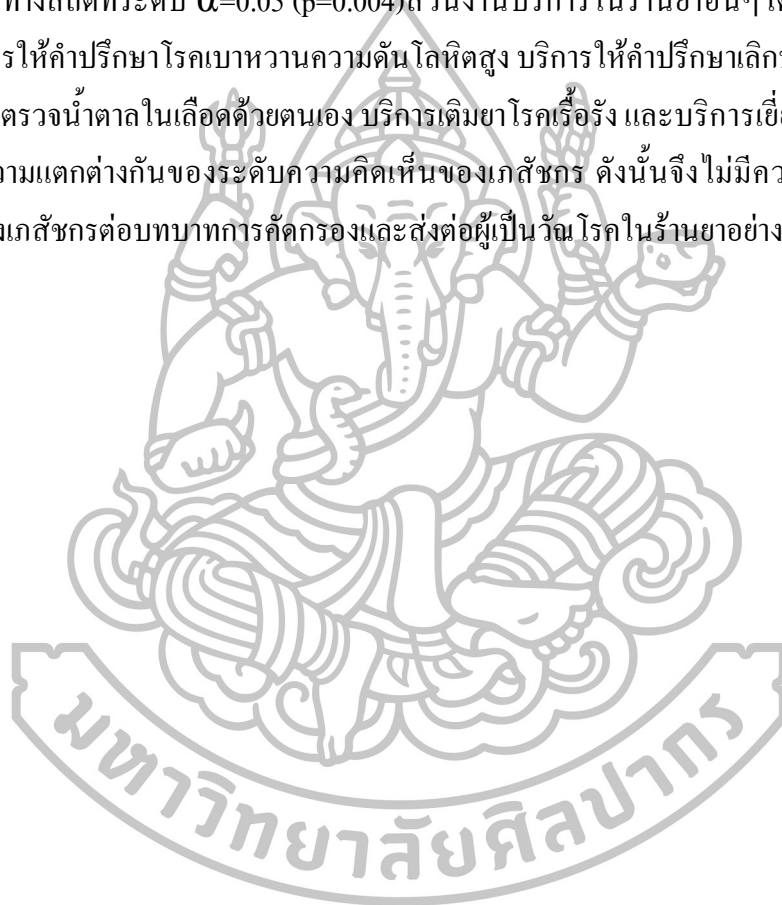 ทางสถิติที่ระดับ α=0.05 (p=0.004)ส่วนงานบริการในร้านยาอื่นๆ
รให้คำปรึกษาโรคเบาหวานความดันโลหิตสูง บริการให้คำปรึกษาเลิก
ตรวจน้ำตาลในเลือดด้วยตนเอง บริการเติมยาโรคเรื้อรัง และบริการเยี่
วามแตกต่างกันของระดับความคิดเห็นของเภสัชกร ดังนั้นจึงไม่มีคว
งเภสัชกรต่อบทบาทการคัดกรองและส่งต่อผู้เป็นวัณโรคในร้านยาอย่าง
มหาวิทยาลัยศิลปากร